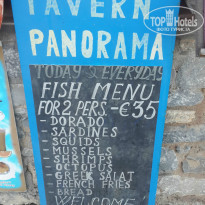 TAVERN
PANORAMA
TODAY & EVERYDAY
FISH MENU
FOR 2 PERS. - €35
- DORADO
- SARDINES
- SQUIDS
- MUSSELS
- SHRIMPS
- OCTOPUS
- GREEK SALAT
- FRENCH FRIES
- BREAD
WELCOME
TOP Hotels